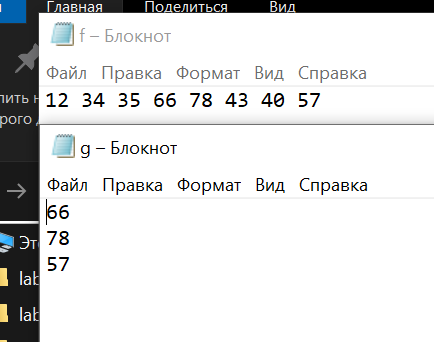 Главная Поделиться Вид
f – Блокнот
Файл Правка Формат Вид Справка
12 34 35 66 78 43 40 57
g – Блокнот
Файл Правка Формат Вид Справка
66
78
57